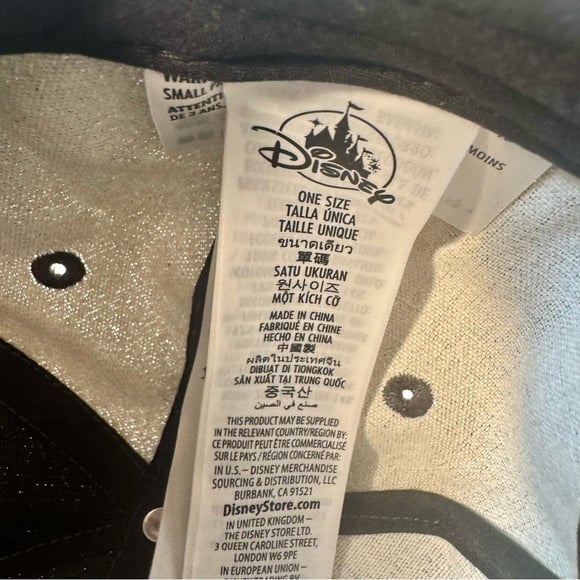 SMALL
ATTENTI
DE 3 ANS.
MOINS
Disney
ONE SIZE
TALLA ÚNICA
TAILLE UNIQUE
ขนาดเดียว
單碼
SATU UKURAN
원사이즈
MỘT KÍCH CỠ
MADE IN CHINA
FABRIQUÉ EN CHINE
HECHO EN CHINA
中國製
ผลิตในประเทศจีน
DIBUAT DI TIONGKOK
SẢN XUẤT TẠI TRUNG QUỐC
중국산
صنع في الصين
THIS PRODUCT MAY BE SUPPLIED
IN THE RELEVANT COUNTRY/REGION BY:
CE PRODUIT PEUT ÊTRE COMMERCIALISÉ
SUR LE PAYS / RÉGION CONCERNÉ PAR:
IN U.S. – DISNEY MERCHANDISE
SOURCING & DISTRIBUTION, LLC
BURBANK, CA 91521
DisneyStore.com
IN UNITED KINGDOM –
THE DISNEY STORE LTD.
3 QUEEN CAROLINE STREET,
LONDON W6 9PE
IN EUROPEAN UNION –